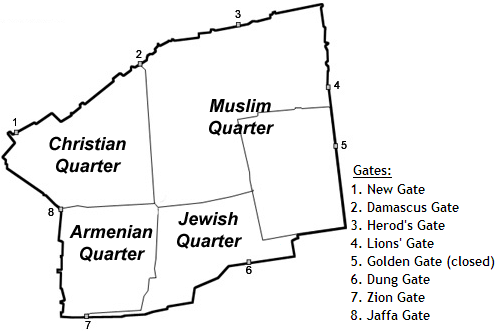 3
2
Muslim
Quarter
4
1
Christian
Quarter
5
8
Armenian
Quarter
Jewish
Quarter
6
7
Gates:
1. New Gate
2. Damascus Gate
3. Herod's Gate
4. Lions' Gate
5. Golden Gate (closed)
6. Dung Gate
7. Zion Gate
8. Jaffa Gate